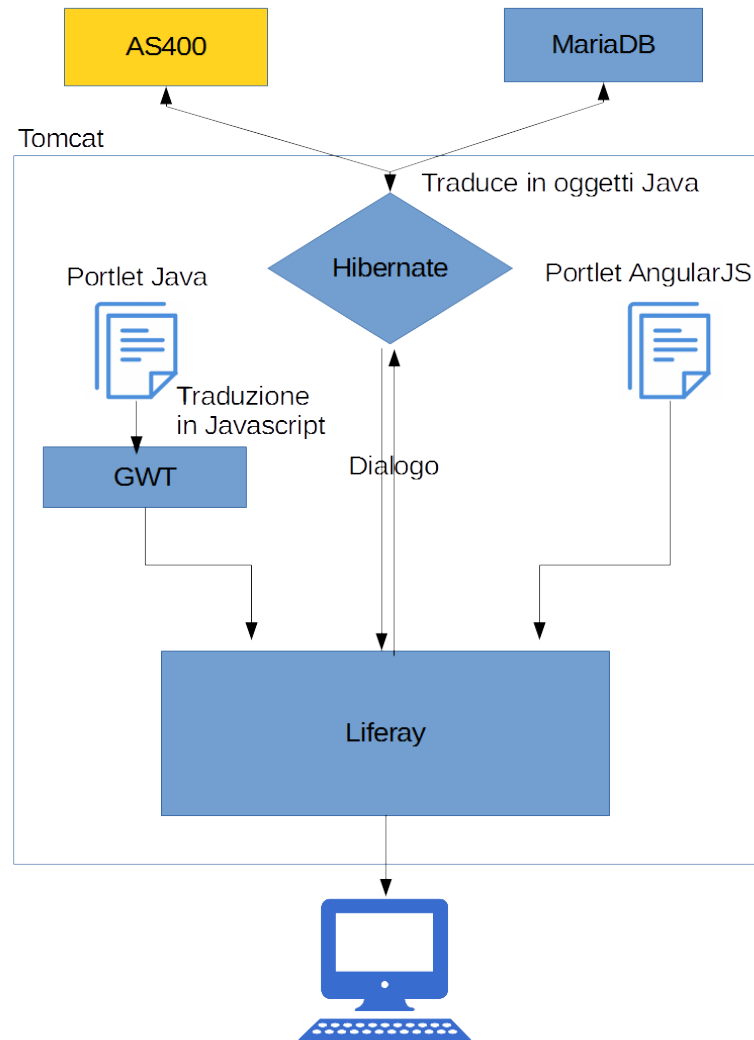 AS400
MariaDB
Tomcat
Traduce in oggetti Java
Hibernate
Portlet Java
Portlet AngularJS
Traduzione
in Javascript
GWT
Dialogo
Liferay